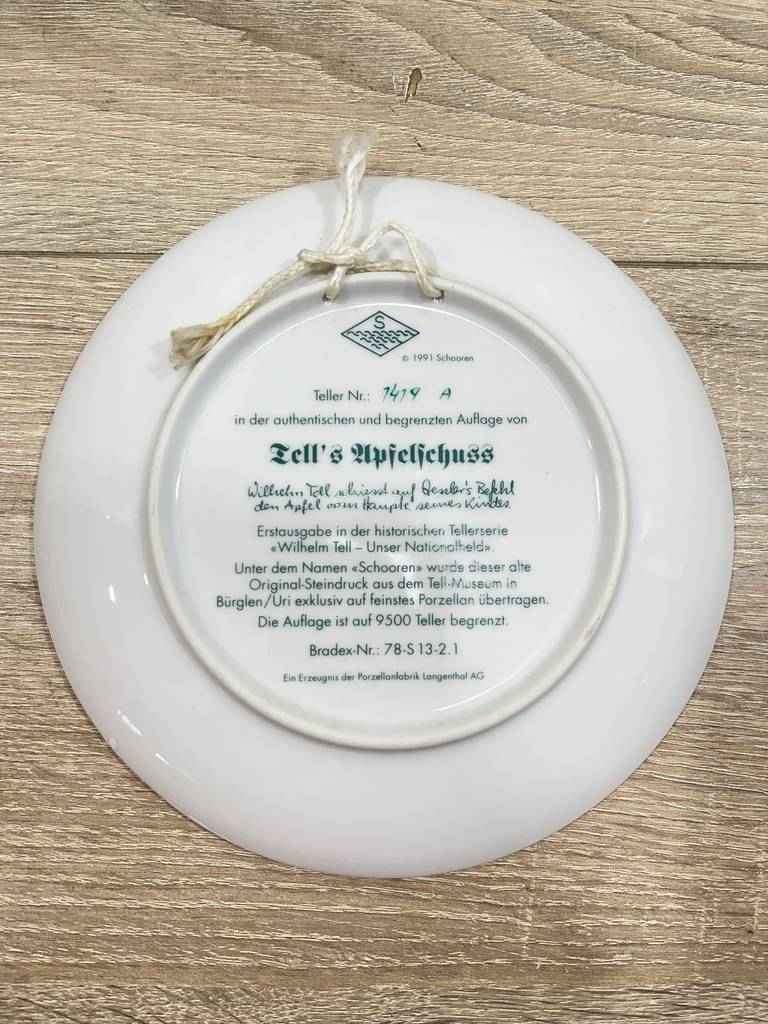 S
© 1991 Schooren
Teller Nr.: 1419 A
in der authentischen und begrenzten Auflage von
Tell's Apfelschuss
Wilhelm Tell schiesst auf Gessler's Befehl
den Apfel vom Haupte seines Kindes.
Erstausgabe in der historischen Tellerserie
«Wilhelm Tell – Unser Nationalheld».
Unter dem Namen «Schooren» wurde dieser alte
Original-Steindruck aus dem Tell-Museum in
Bürglen/Uri exklusiv auf feinstes Porzellan übertragen.
Die Auflage ist auf 9500 Teller begrenzt.
Bradex-Nr.: 78-S 13-2.1
Ein Erzeugnis der Porzellanfabrik Langenthal AG